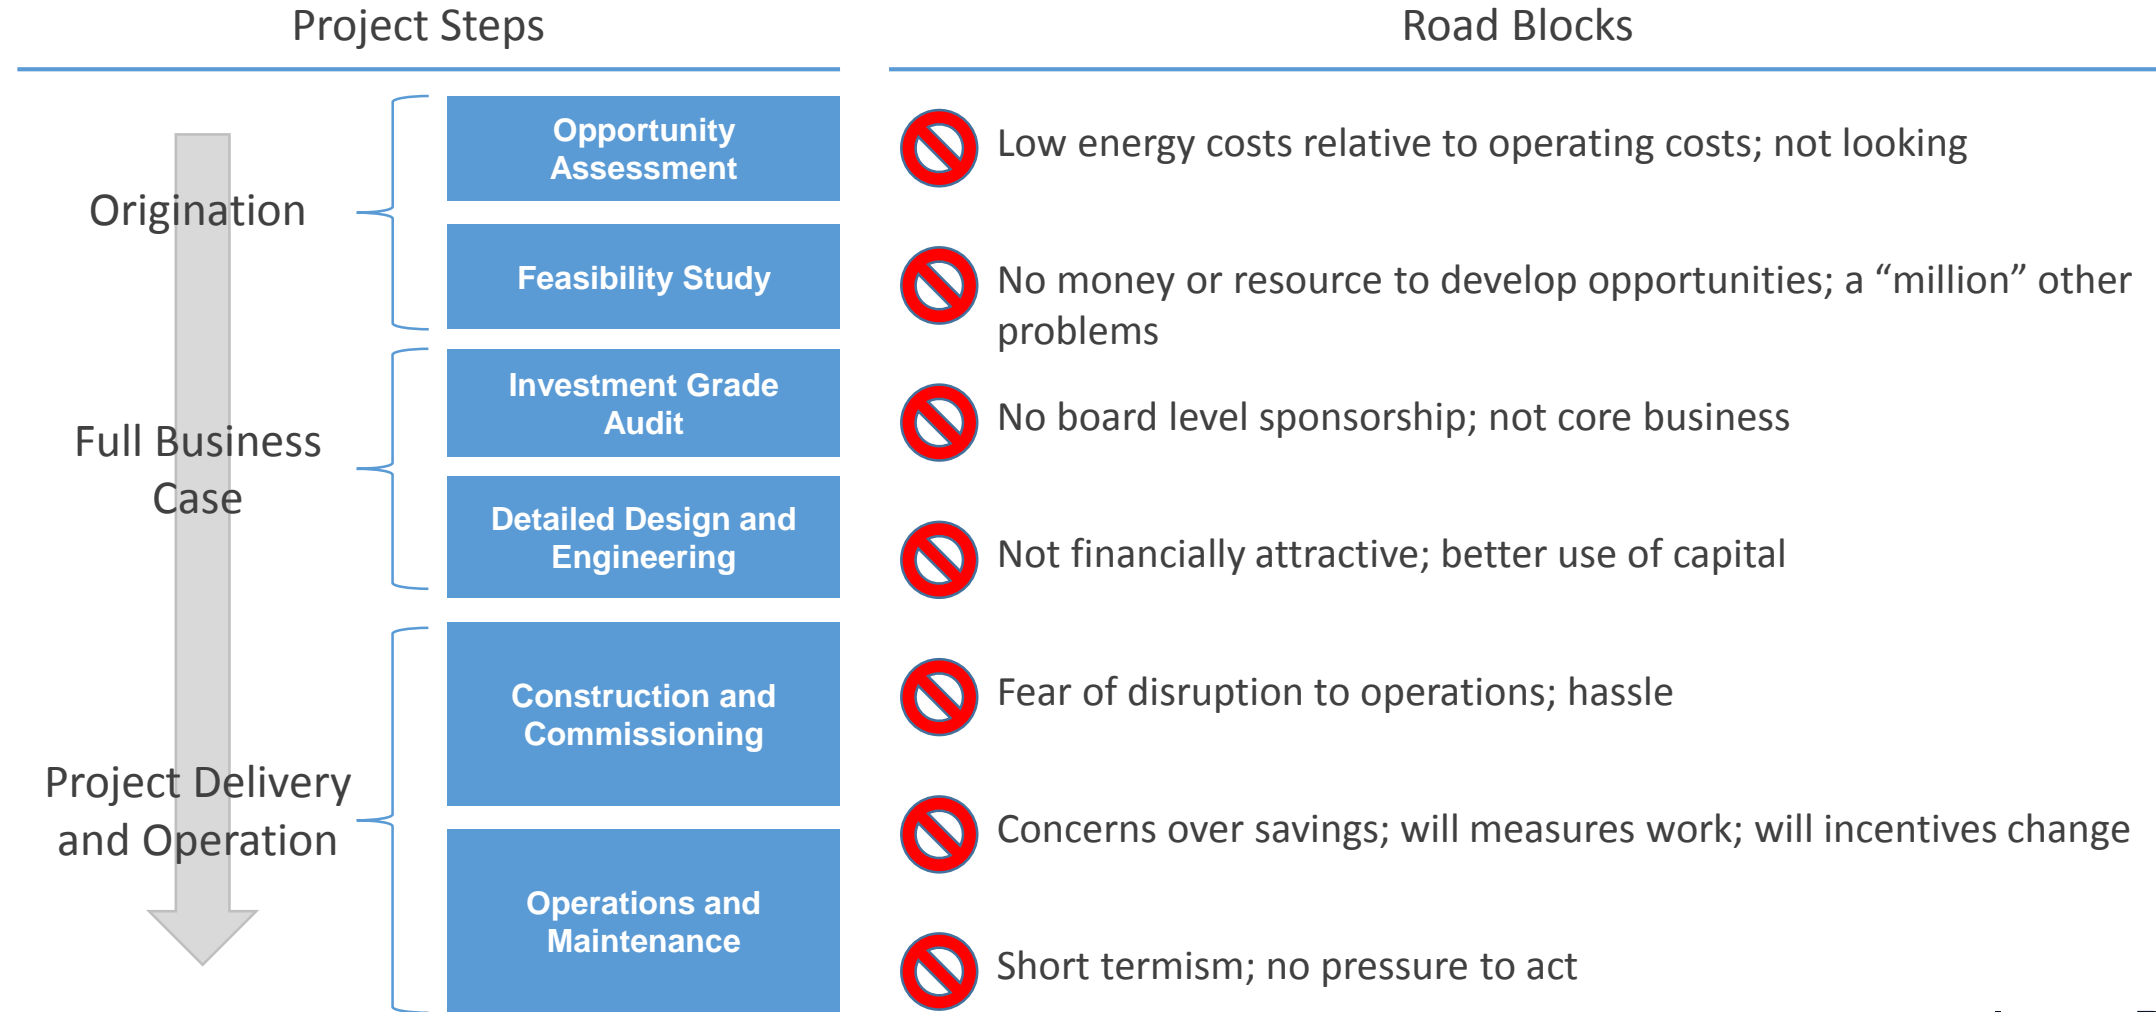 Project Steps
Road Blocks
Origination
Opportunity
Assessment
Low energy costs relative to operating costs; not looking
Feasibility Study
No money or resource to develop opportunities; a “million” other
problems
Full Business
Case
Investment Grade
Audit
No board level sponsorship; not core business
Detailed Design and
Engineering
Not financially attractive; better use of capital
Project Delivery
and Operation
Construction and
Commissioning
Fear of disruption to operations; hassle
Concerns over savings; will measures work; will incentives change
Operations and
Maintenance
Short termism; no pressure to act